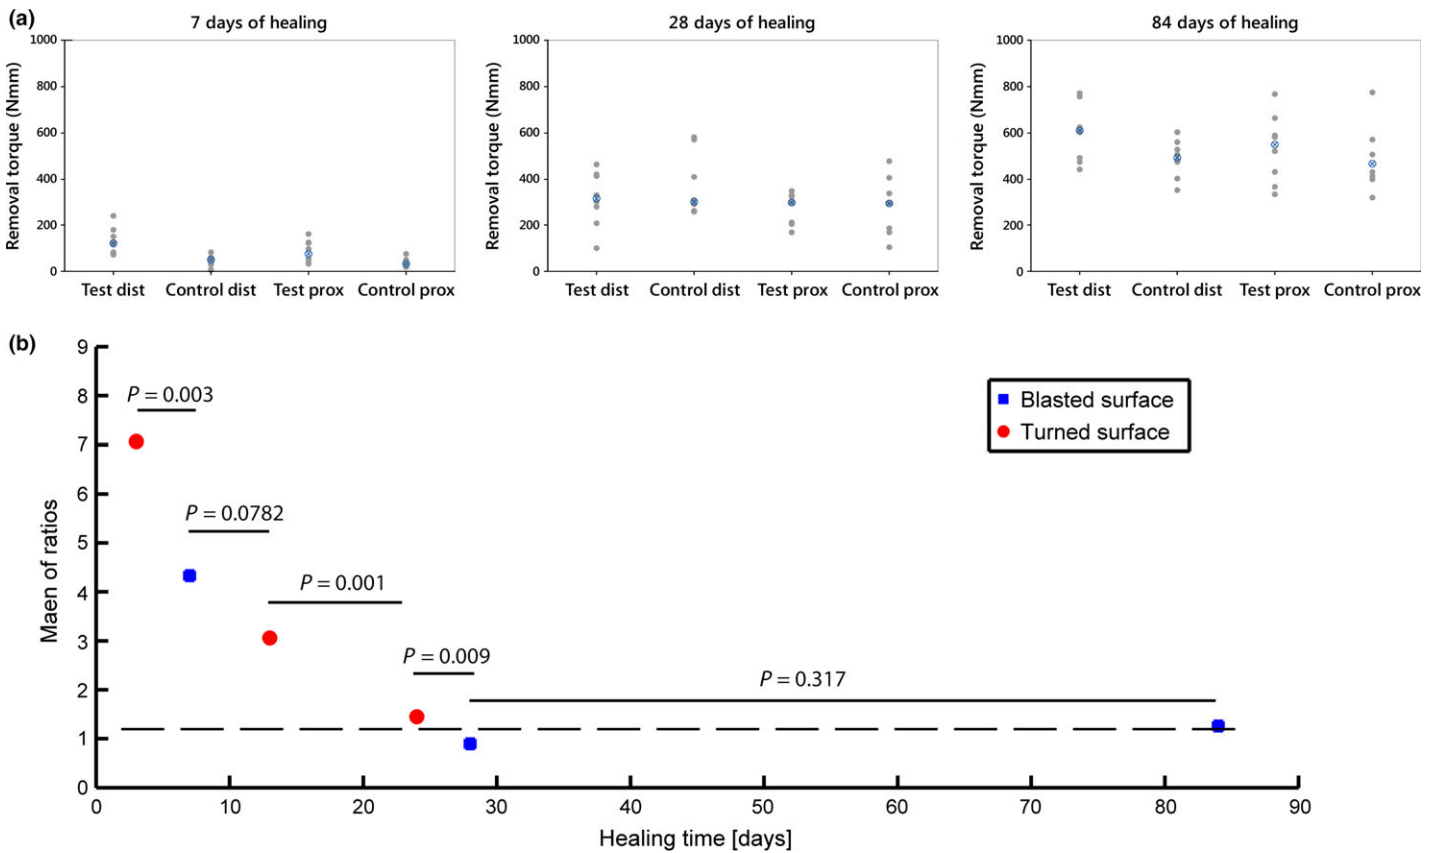 (a)
7 days of healing
28 days of healing
84 days of healing
Removal torque (Nmm)
1000
800
600
400
200
0
Test dist
Control dist
Test prox
Control prox
Removal torque (Nmm)
1000
800
600
400
200
0
Test dist
Control dist
Test prox
Control prox
Removal torque (Nmm)
1000
800
600
400
200
0
Test dist
Control dist
Test prox
Control prox
(b)
Maen of ratios
9
8
7
6
5
4
3
2
1
0
P = 0.003
P = 0.0782
P = 0.001
P = 0.009
P = 0.317
Blasted surface
Turned surface
0
10
20
30
40
50
60
70
80
90
Healing time [days]